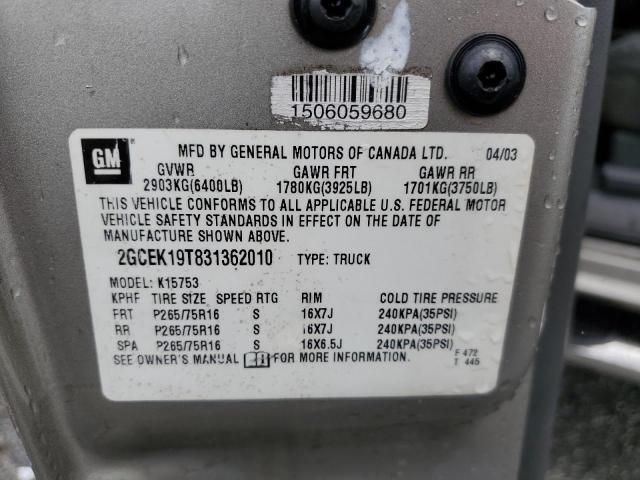 1506059680
GM MFD BY GENERAL MOTORS OF CANADA LTD. 04/03
GVWR GAWR FRT GAWR RR
2903KG(6400LB) 1780KG(3925LB) 1701KG(3750LB)
THIS VEHICLE CONFORMS TO ALL APPLICABLE U.S. FEDERAL MOTOR
VEHICLE SAFETY STANDARDS IN EFFECT ON THE DATE OF
MANUFACTURE SHOWN ABOVE.
2GCEK19T831362010 TYPE: TRUCK
MODEL: K15753
KPHF TIRE SIZE SPEED RTG RIM COLD TIRE PRESSURE
FRT P265/75R16 S 16X7J 240KPA(35PSI)
RR P265/75R16 S 16X7J 240KPA(35PSI)
SPA P265/75R16 S 16X6.5J 240KPA(35PSI)
SEE OWNER'S MANUAL FOR MORE INFORMATION. F 472
T 445